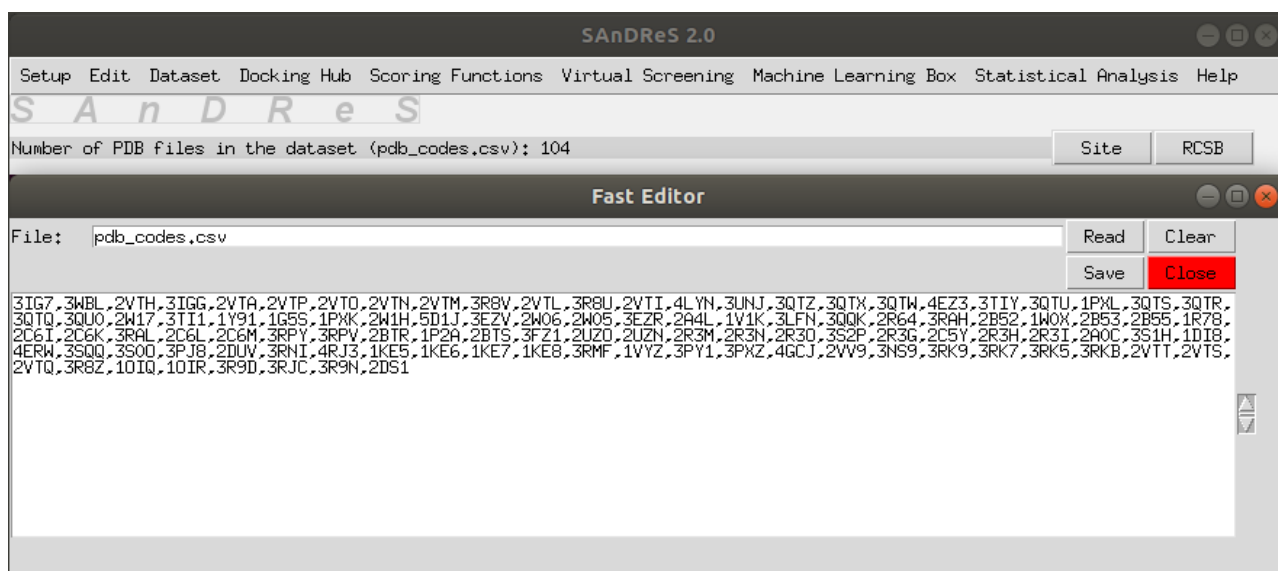 SAnDReS 2.0
Setup Edit Dataset Docking Hub Scoring Functions Virtual Screening Machine Learning Box Statistical Analysis Help
S A n D R e S
Number of PDB files in the dataset (pdb_codes.csv): 104 Site RCSB
Fast Editor
File: pdb_codes.csv Read Clear
Save Close
3IG7,3WBL,2VTH,3IGG,2VTA,2VTP,2VTO,2VTN,2VTM,3R8V,2VTL,3R8U,2VTI,4LYN,3UNJ,3QTZ,3QTX,3QTW,4EZ3,3TIY,3QTU,1PXL,3QTS,3QTR,
3QTQ,3QUO,2W17,3TI1,1Y91,1G5S,1PXK,2W1H,5D1J,3EZV,2W06,2W05,3EZR,2A4L,1V1K,3LFN,3QQK,2R64,3RAH,2B52,1W0X,2B53,2B55,1R78,
2C6I,2C6K,3RAL,2C6L,2C6M,3RPY,3RPV,2BTR,1P2A,2BTS,3FZ1,2UZO,2UZN,2R3M,2R3N,2R3O,3S2P,2R3G,2C5Y,2R3H,2R3I,2A0C,3S1H,1DI8,
4ERW,3SQQ,3SOO,3PJ8,2DUV,3RNI,4RJ3,1KE5,1KE6,1KE7,1KE8,3RMF,1VYZ,3PY1,3PXZ,4GCJ,2VV9,3NS9,3RK9,3RK7,3RK5,3RKB,2VTT,2VTS,
2VTQ,3R8Z,1OIQ,1OIR,3R9D,3RJC,3R9N,2DS1